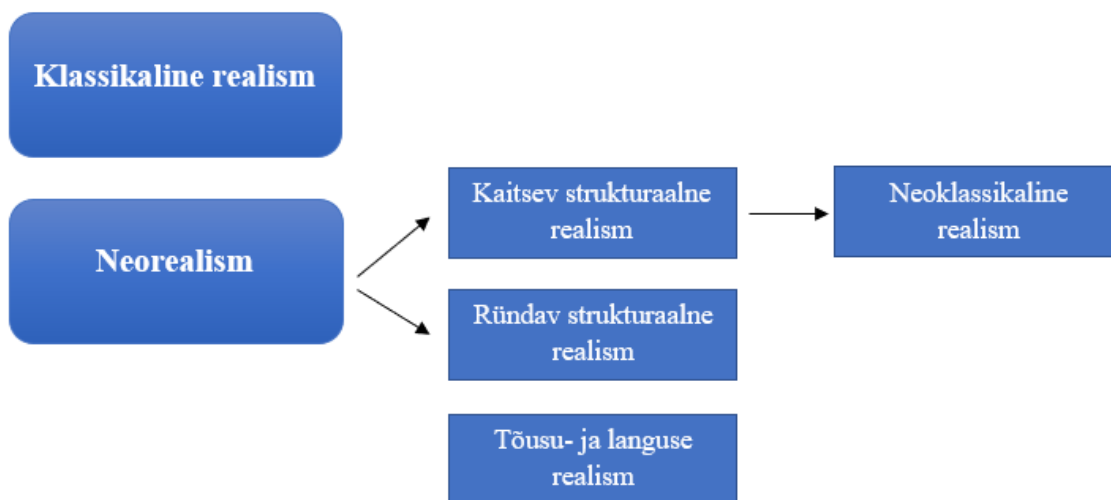 Klassikaline realism
Neorealism
Kaitsev strukturaalne
realism
Neoklassikaline
realism
Ründav strukturaalne
realism
Tõusu- ja languse
realism